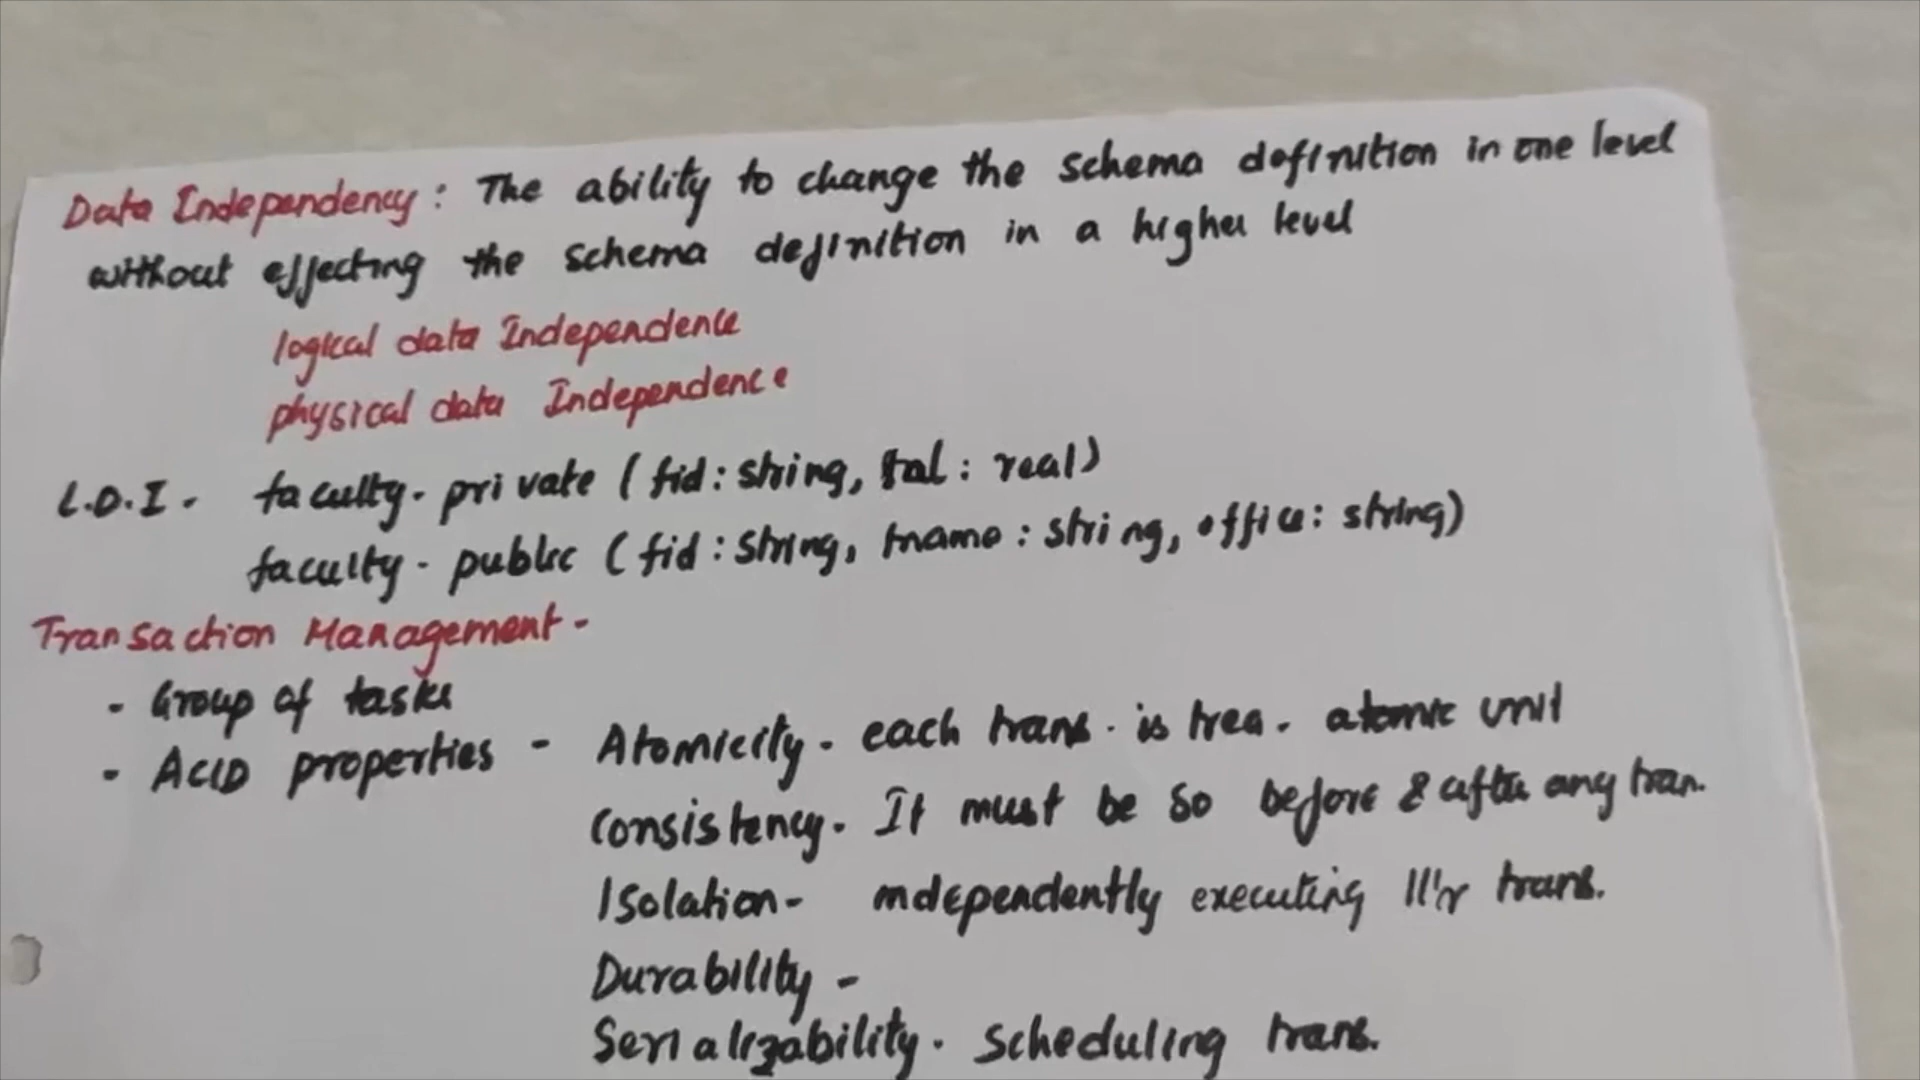 Data Independency: The ability to change the schema definition in one level
without effecting the schema definition in a higher level
logical data Independence
physical data Independence
L.D.I. faculty. private (fid: string, sal: real)
faculty. public (fid: string, fname: string, office: string)
Transaction Management -
- Group of tasks
- ACID properties - Atomicity. each trans. is trea. atomic unit
Consistency. It must be so before & after any tran.
Isolation- independently executing ll'r trans.
Durability -
Serializability. scheduling trans.